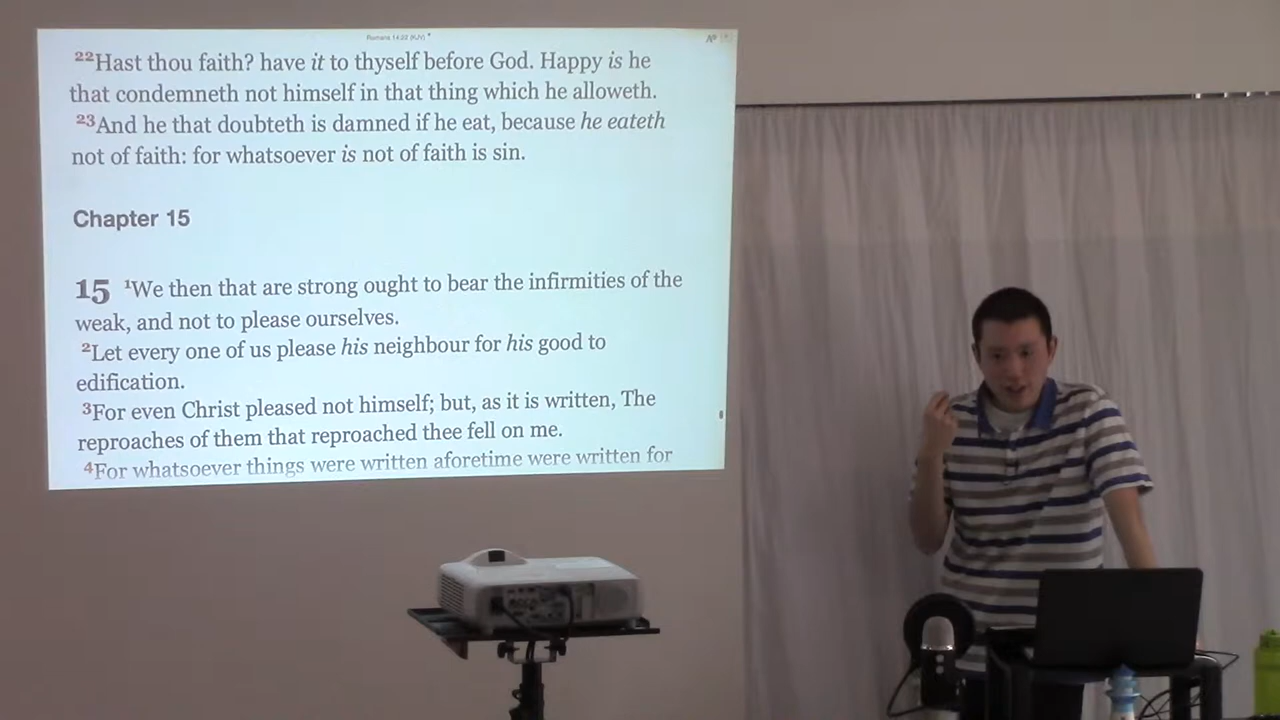 Romans 14:22 (KJV)
22Hast thou faith? have it to thyself before God. Happy is he
that condemneth not himself in that thing which he alloweth.
23And he that doubteth is damned if he eat, because he eateth
not of faith: for whatsoever is not of faith is sin.
Chapter 15
15 1We then that are strong ought to bear the infirmities of the
weak, and not to please ourselves.
2Let every one of us please his neighbour for his good to
edification.
3For even Christ pleased not himself; but, as it is written, The
reproaches of them that reproached thee fell on me.
4For whatsoever things were written aforetime were written for